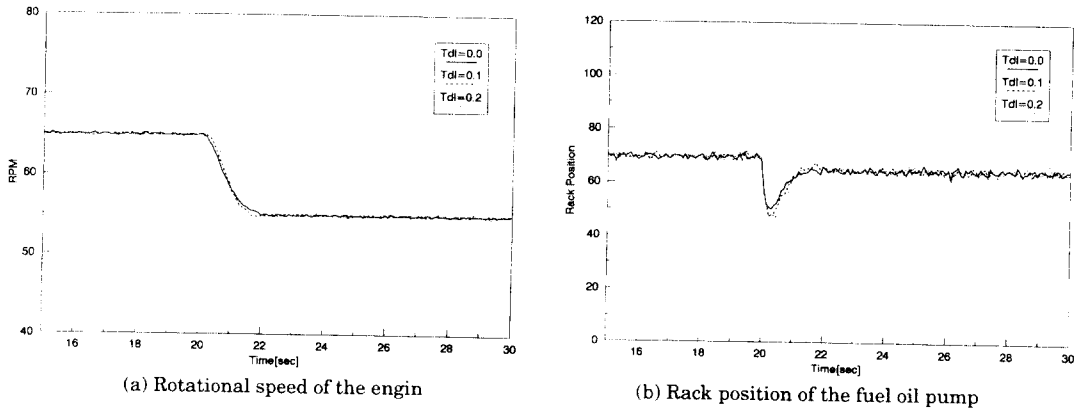 80
70
60
50
40
RPM
16
18
20
22
24
26
28
30
Time[sec]
Tdl=0.0
Tdl=0.1
Tdl=0.2
(a) Rotational speed of the engin
120
100
80
60
40
20
0
Rack Position
16
18
20
22
24
26
28
30
Time[sec]
Tdl=0.0
Tdl=0.1
Tdl=0.2
(b) Rack position of the fuel oil pump